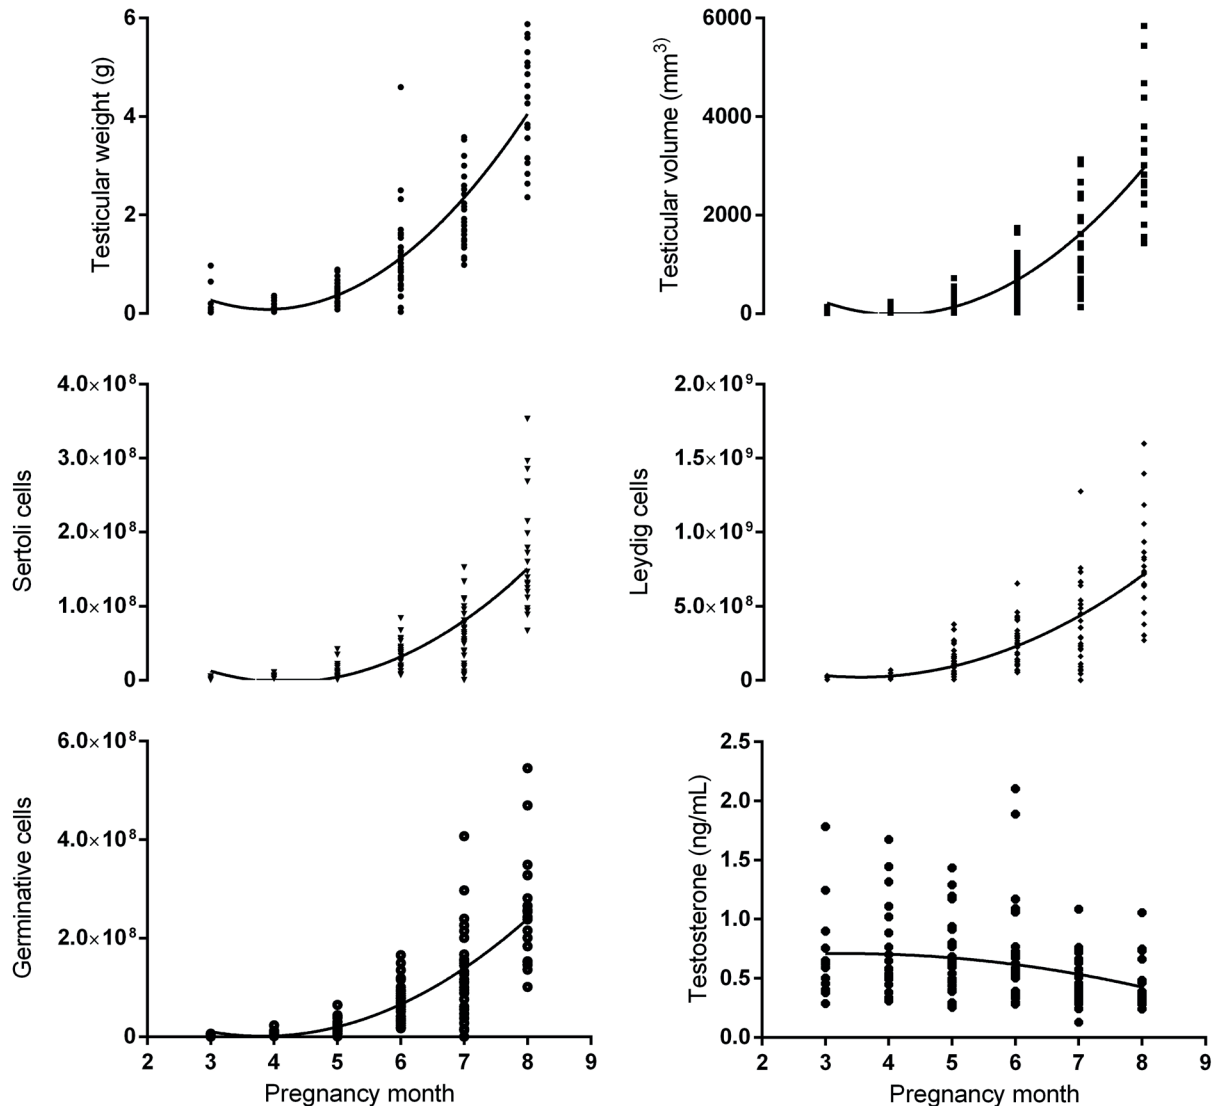 Testicular weight (g)
6
4
2
0
Testicular volume (mm³)
6000
4000
2000
0
Sertoli cells
4.0×10⁸
3.0×10⁸
2.0×10⁸
1.0×10⁸
0
Leydig cells
2.0×10⁹
1.5×10⁹
1.0×10⁹
5.0×10⁸
0
Germinative cells
6.0×10⁸
4.0×10⁸
2.0×10⁸
0
2 3 4 5 6 7 8 9
Pregnancy month
Testosterone (ng/mL)
2.5
2.0
1.5
1.0
0.5
0.0
2 3 4 5 6 7 8 9
Pregnancy month